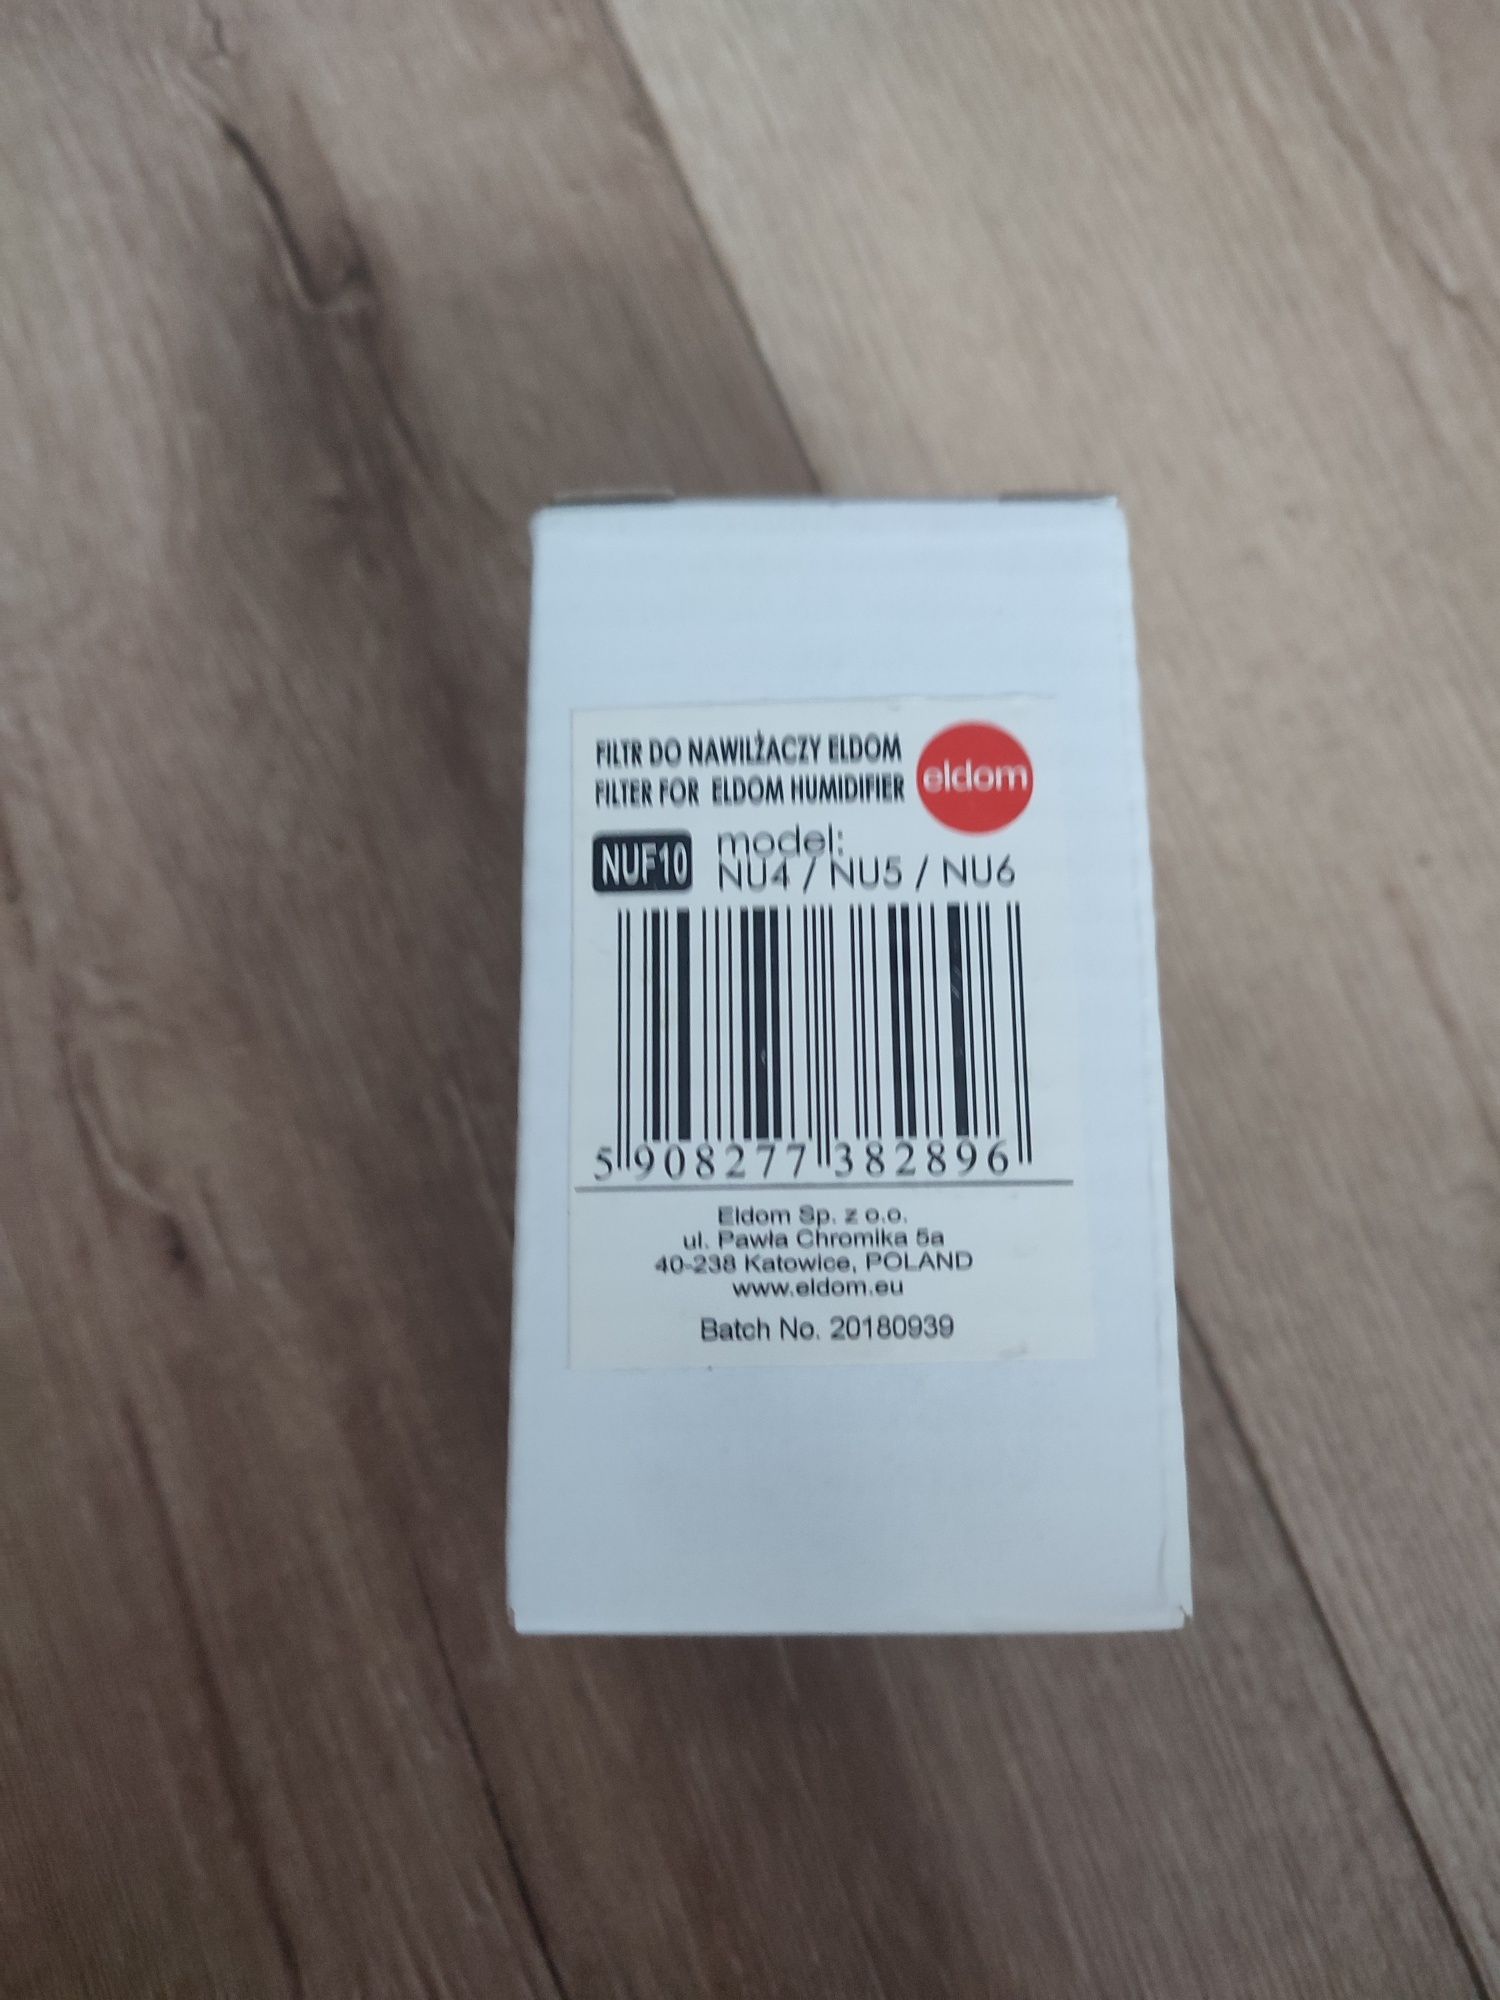 FILTR DO NAWILŻACZY ELDOM
FILTER FOR ELDOM HUMIDIFIER
eldom
NUF10
model:
NU4 / NU5 / NU6
5 908277 382896
Eldom Sp. z o.o.
ul. Pawła Chromika 5a
40-238 Katowice, POLAND
www.eldom.eu
Batch No. 20180939